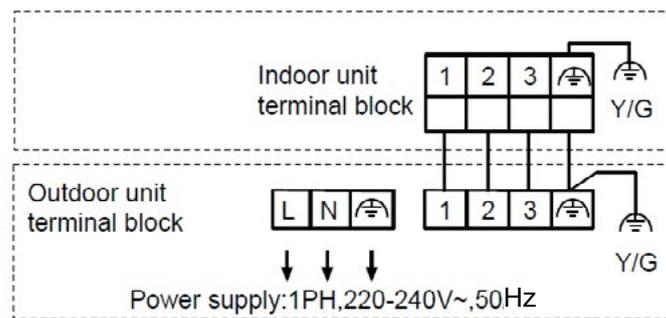 Indoor unit
terminal block
1 2 3
Y/G
Outdoor unit
terminal block
L N
1 2 3
Y/G
Power supply:1PH,220-240V~,50Hz